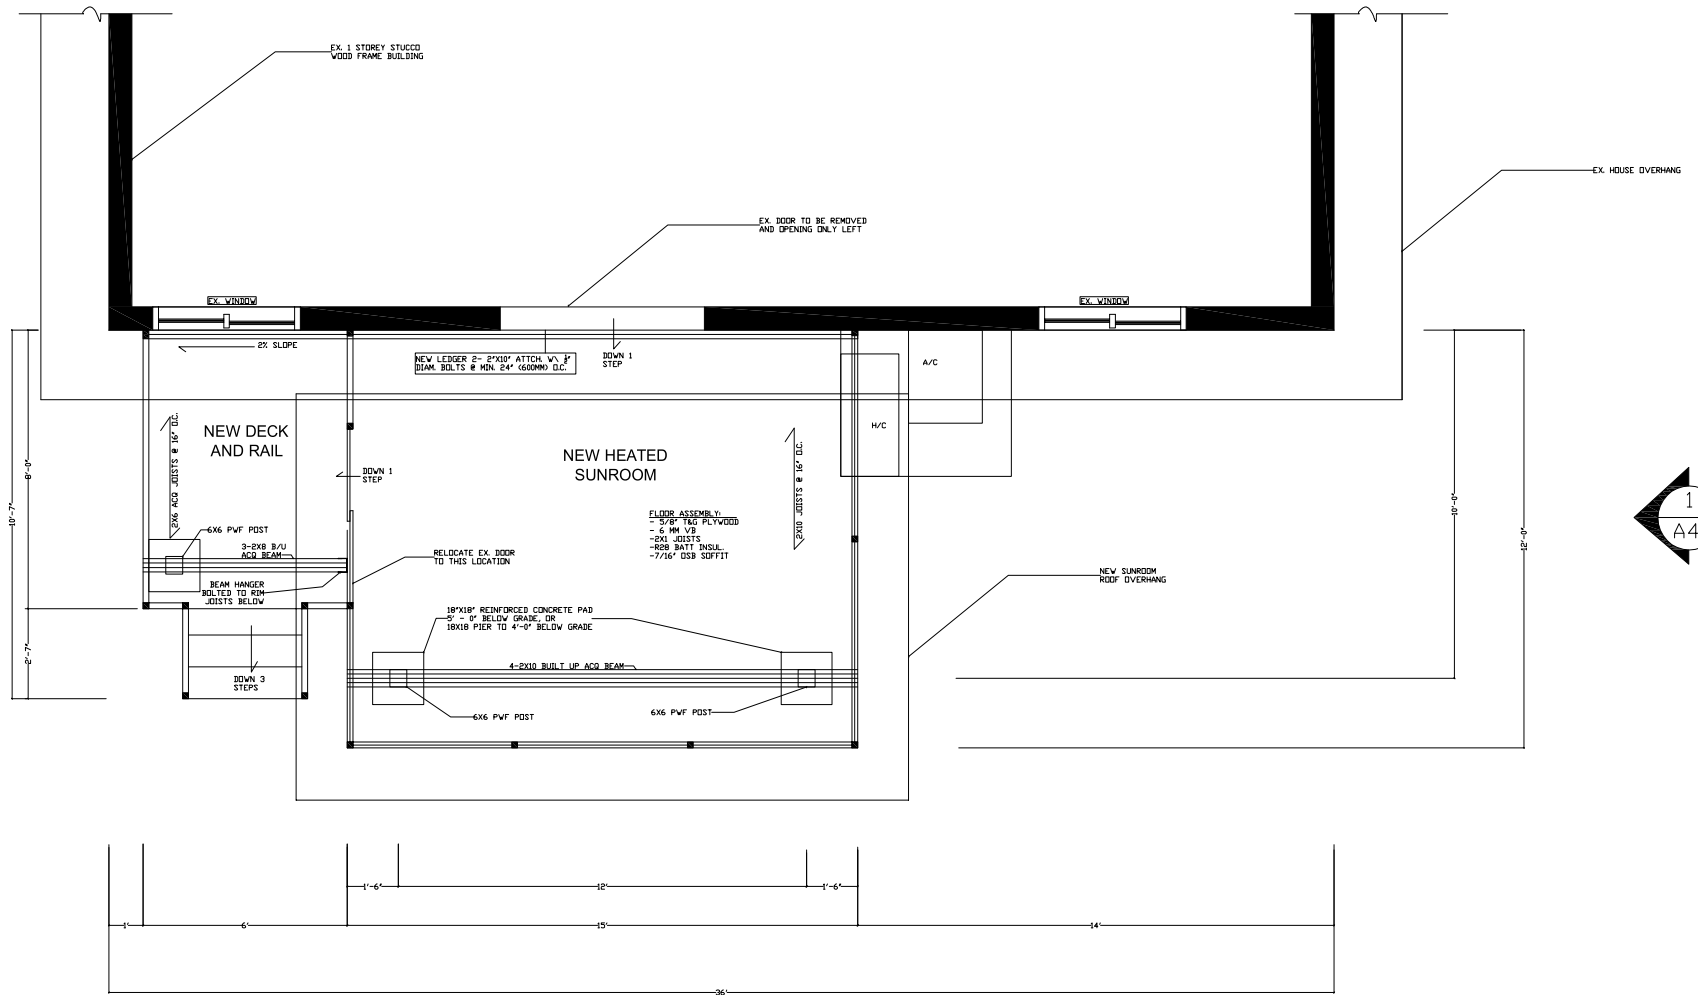 EX. 1 STOREY STUCCO
WOOD FRAME BUILDING
EX. HOUSE OVERHANG
EX. DOOR TO BE REMOVED
AND OPENING ONLY LEFT
EX. WINDOW
EX. WINDOW
2% SLOPE
NEW LEDGER 2- 2"X10" ATTCH. W\ ½"
DIAM. BOLTS @ MIN. 24" (600MM) O.C.
DOWN 1
STEP
A/C
H/C
NEW DECK
AND RAIL
2X6 ACQ JOISTS @ 16" O.C.
DOWN 1
STEP
NEW HEATED
SUNROOM
2X10 JOISTS @ 16" O.C.
FLOOR ASSEMBLY:
- 5/8" T&G PLYWOOD
- 6 MM VB
-2X1 JOISTS
-R28 BATT INSUL.
-7/16" OSB SOFFIT
6X6 PWF POST
3-2X8 B/U
ACQ BEAM
BEAM HANGER
BOLTED TO RIM
JOISTS BELOW
RELOCATE EX. DOOR
TO THIS LOCATION
NEW SUNROOM
ROOF OVERHANG
18"X18" REINFORCED CONCRETE PAD
5' - 0" BELOW GRADE, OR
18X18 PIER TO 4'-0" BELOW GRADE
4-2X10 BUILT UP ACQ BEAM
DOWN 3
STEPS
6X6 PWF POST
6X6 PWF POST
10'-7"
8'-0"
2'-7"
10'-0"
12'-0"
1
A4
1'-6"
12'
1'-6"
1'
6'
15'
14'
36'